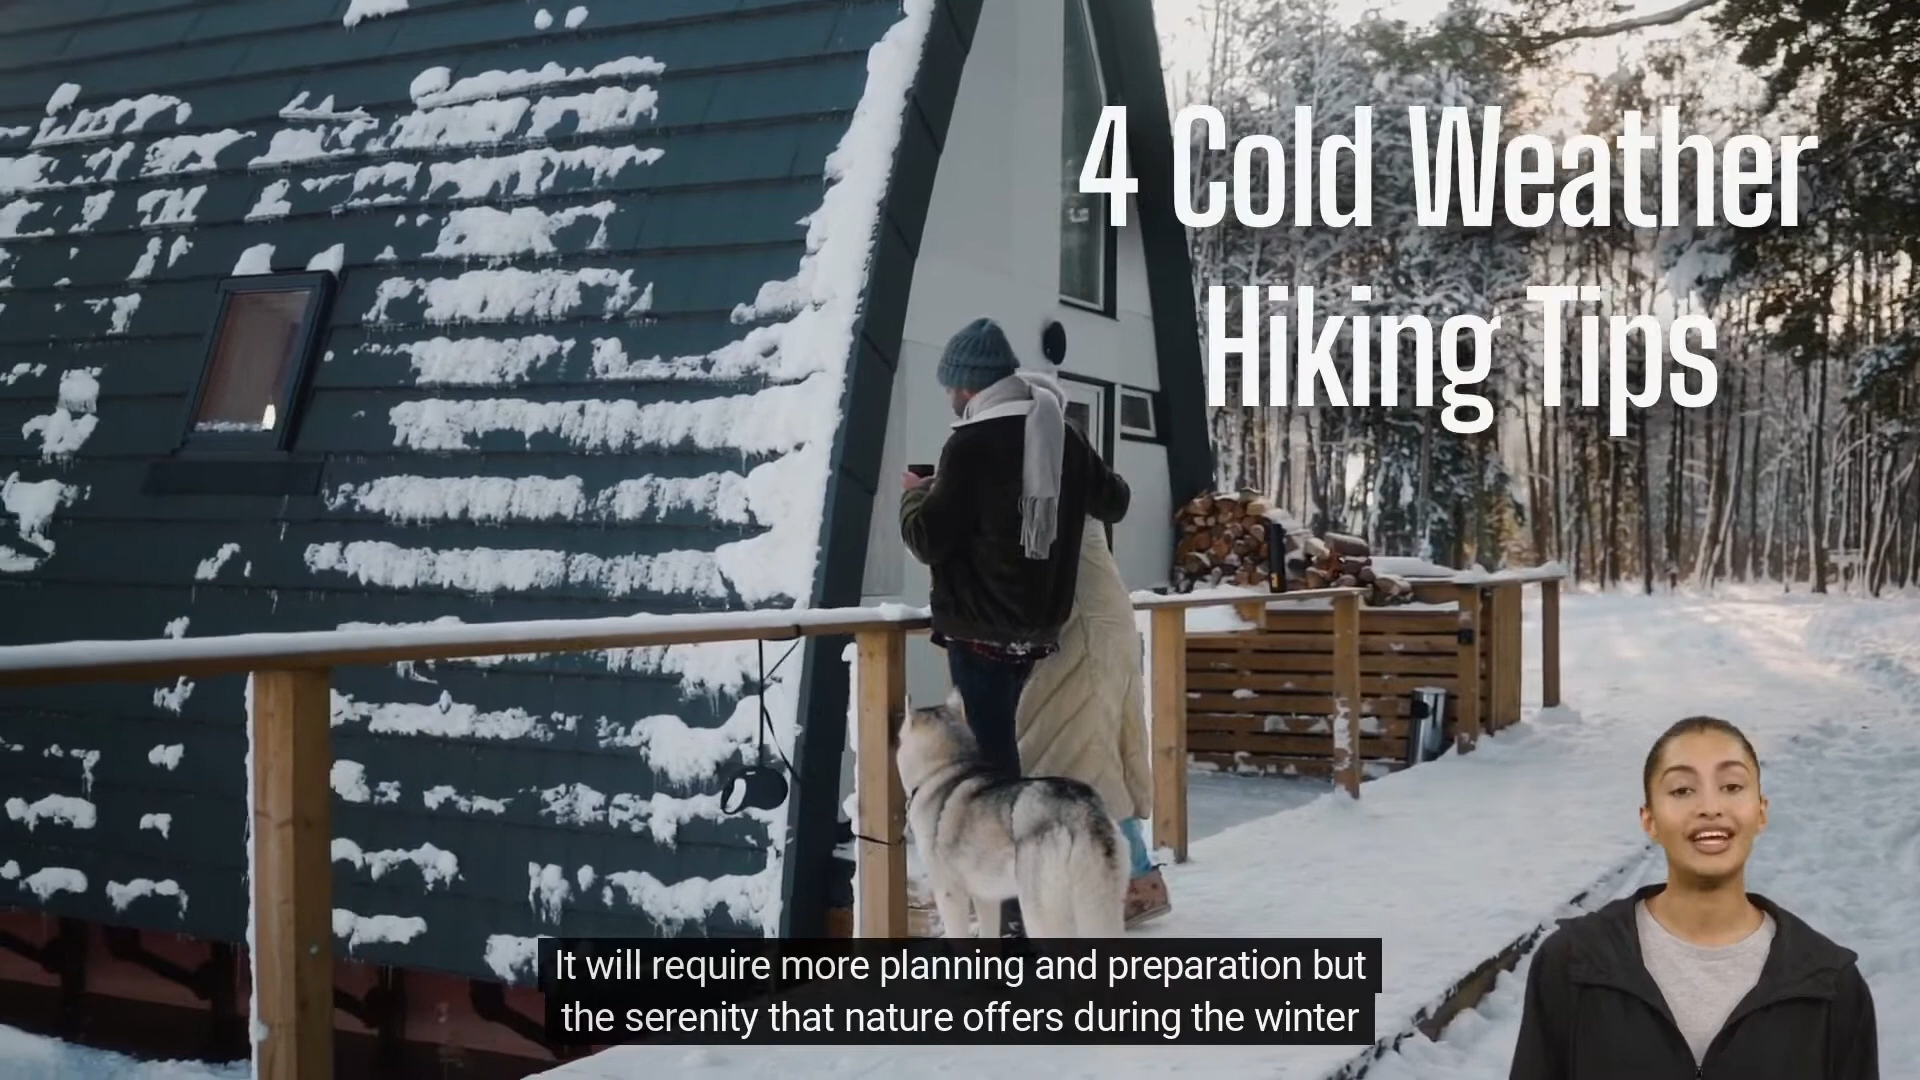 4 Cold Weather
Hiking Tips
It will require more planning and preparation but
the serenity that nature offers during the winter